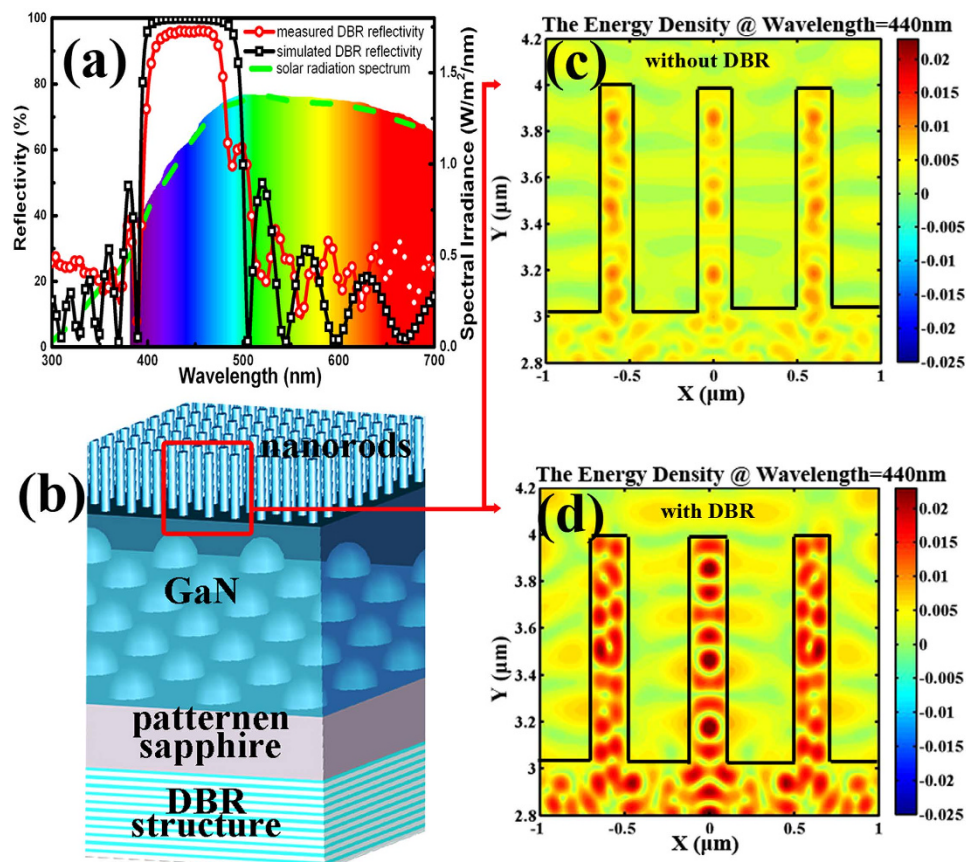 (a)
measured DBR reflectivity
simulated DBR reflectivity
solar radiation spectrum
Reflectivity (%)
100
80
60
40
20
0
300 400 500 600 700
Wavelength (nm)
1.5
1.0
0.5
0.0
Spectral Irradiance (W/m²/nm)
(b)
nanorods
GaN
patternen
sapphire
DBR
structure
The Energy Density @ Wavelength=440nm
(c)
without DBR
4.2
4
3.8
3.6
3.4
3.2
3
2.8
Y (μm)
-1 -0.5 0 0.5 1
X (μm)
0.02
0.015
0.01
0.005
0
-0.005
-0.01
-0.015
-0.02
-0.025
The Energy Density @ Wavelength=440nm
(d)
with DBR
4.2
4
3.8
3.6
3.4
3.2
3
2.8
Y (μm)
-1 -0.5 0 0.5 1
X (μm)
0.02
0.015
0.01
0.005
0
-0.005
-0.01
-0.015
-0.02
-0.025